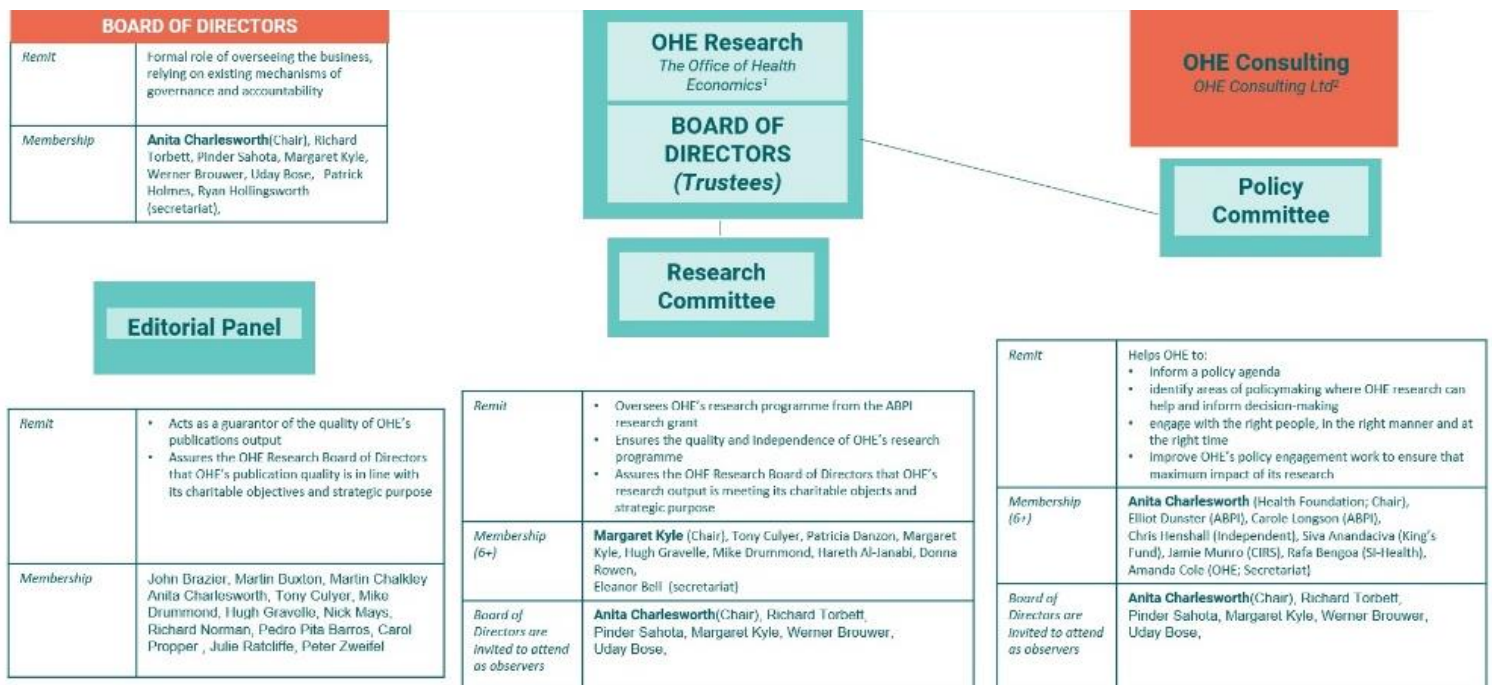 BOARD OF DIRECTORS
Remit
Formal role of overseeing the business,
relying on existing mechanisms of
governance and accountability
Membership
Anita Charlesworth(Chair), Richard
Torbett, Pinder Sahota, Margaret Kyle,
Werner Brouwer, Uday Bose, Patrick
Holmes, Ryan Hollingsworth
(secretariat),
OHE Research
The Office of Health
Economics¹
BOARD OF
DIRECTORS
(Trustees)
OHE Consulting
OHE Consulting Ltd²
Policy
Committee
Research
Committee
Editorial Panel
Remit
• Acts as a guarantor of the quality of OHE's
publications output
• Assures the OHE Research Board of Directors
that OHE's publication quality is in line with
its charitable objectives and strategic purpose
Membership
John Brazier, Martin Buxton, Martin Chalkley
Anita Charlesworth, Tony Culyer, Mike
Drummond, Hugh Gravelle, Nick Mays,
Richard Norman, Pedro Pita Barros, Carol
Propper , Julie Ratcliffe, Peter Zweifel
Remit
• Oversees OHE's research programme from the ABPI
research grant
• Ensures the quality and independence of OHE's research
programme
• Assures the OHE Research Board of Directors that OHE's
research output is meeting its charitable objects and
strategic purpose
Membership
(6+)
Margaret Kyle (Chair), Tony Culyer, Patricia Danzon, Margaret
Kyle, Hugh Gravelle, Mike Drummond, Hareth Al-Janabi, Donna
Rowen,
Eleanor Bell (secretariat)
Board of
Directors are
invited to attend
as observers
Anita Charlesworth(Chair), Richard Torbett,
Pinder Sahota, Margaret Kyle, Werner Brouwer,
Uday Bose,
Remit
Helps OHE to:
• Inform a policy agenda
• identify areas of policymaking where OHE research can
help and inform decision-making
• engage with the right people, in the right manner and at
the right time
• Improve OHE's policy engagement work to ensure that
maximum impact of its research
Membership
(6+)
Anita Charlesworth (Health Foundation; Chair),
Elliot Dunster (ABPI), Carole Longson (ABPI),
Chris Henshall (Independent), Siva Anandaciva (King's
Fund), Jamie Munro (CIRS), Rafa Bengoa (SI-Health),
Amanda Cole (OHE; Secretariat)
Board of
Directors are
invited to attend
as observers
Anita Charlesworth(Chair), Richard Torbett,
Pinder Sahota, Margaret Kyle, Werner Brouwer,
Uday Bose,